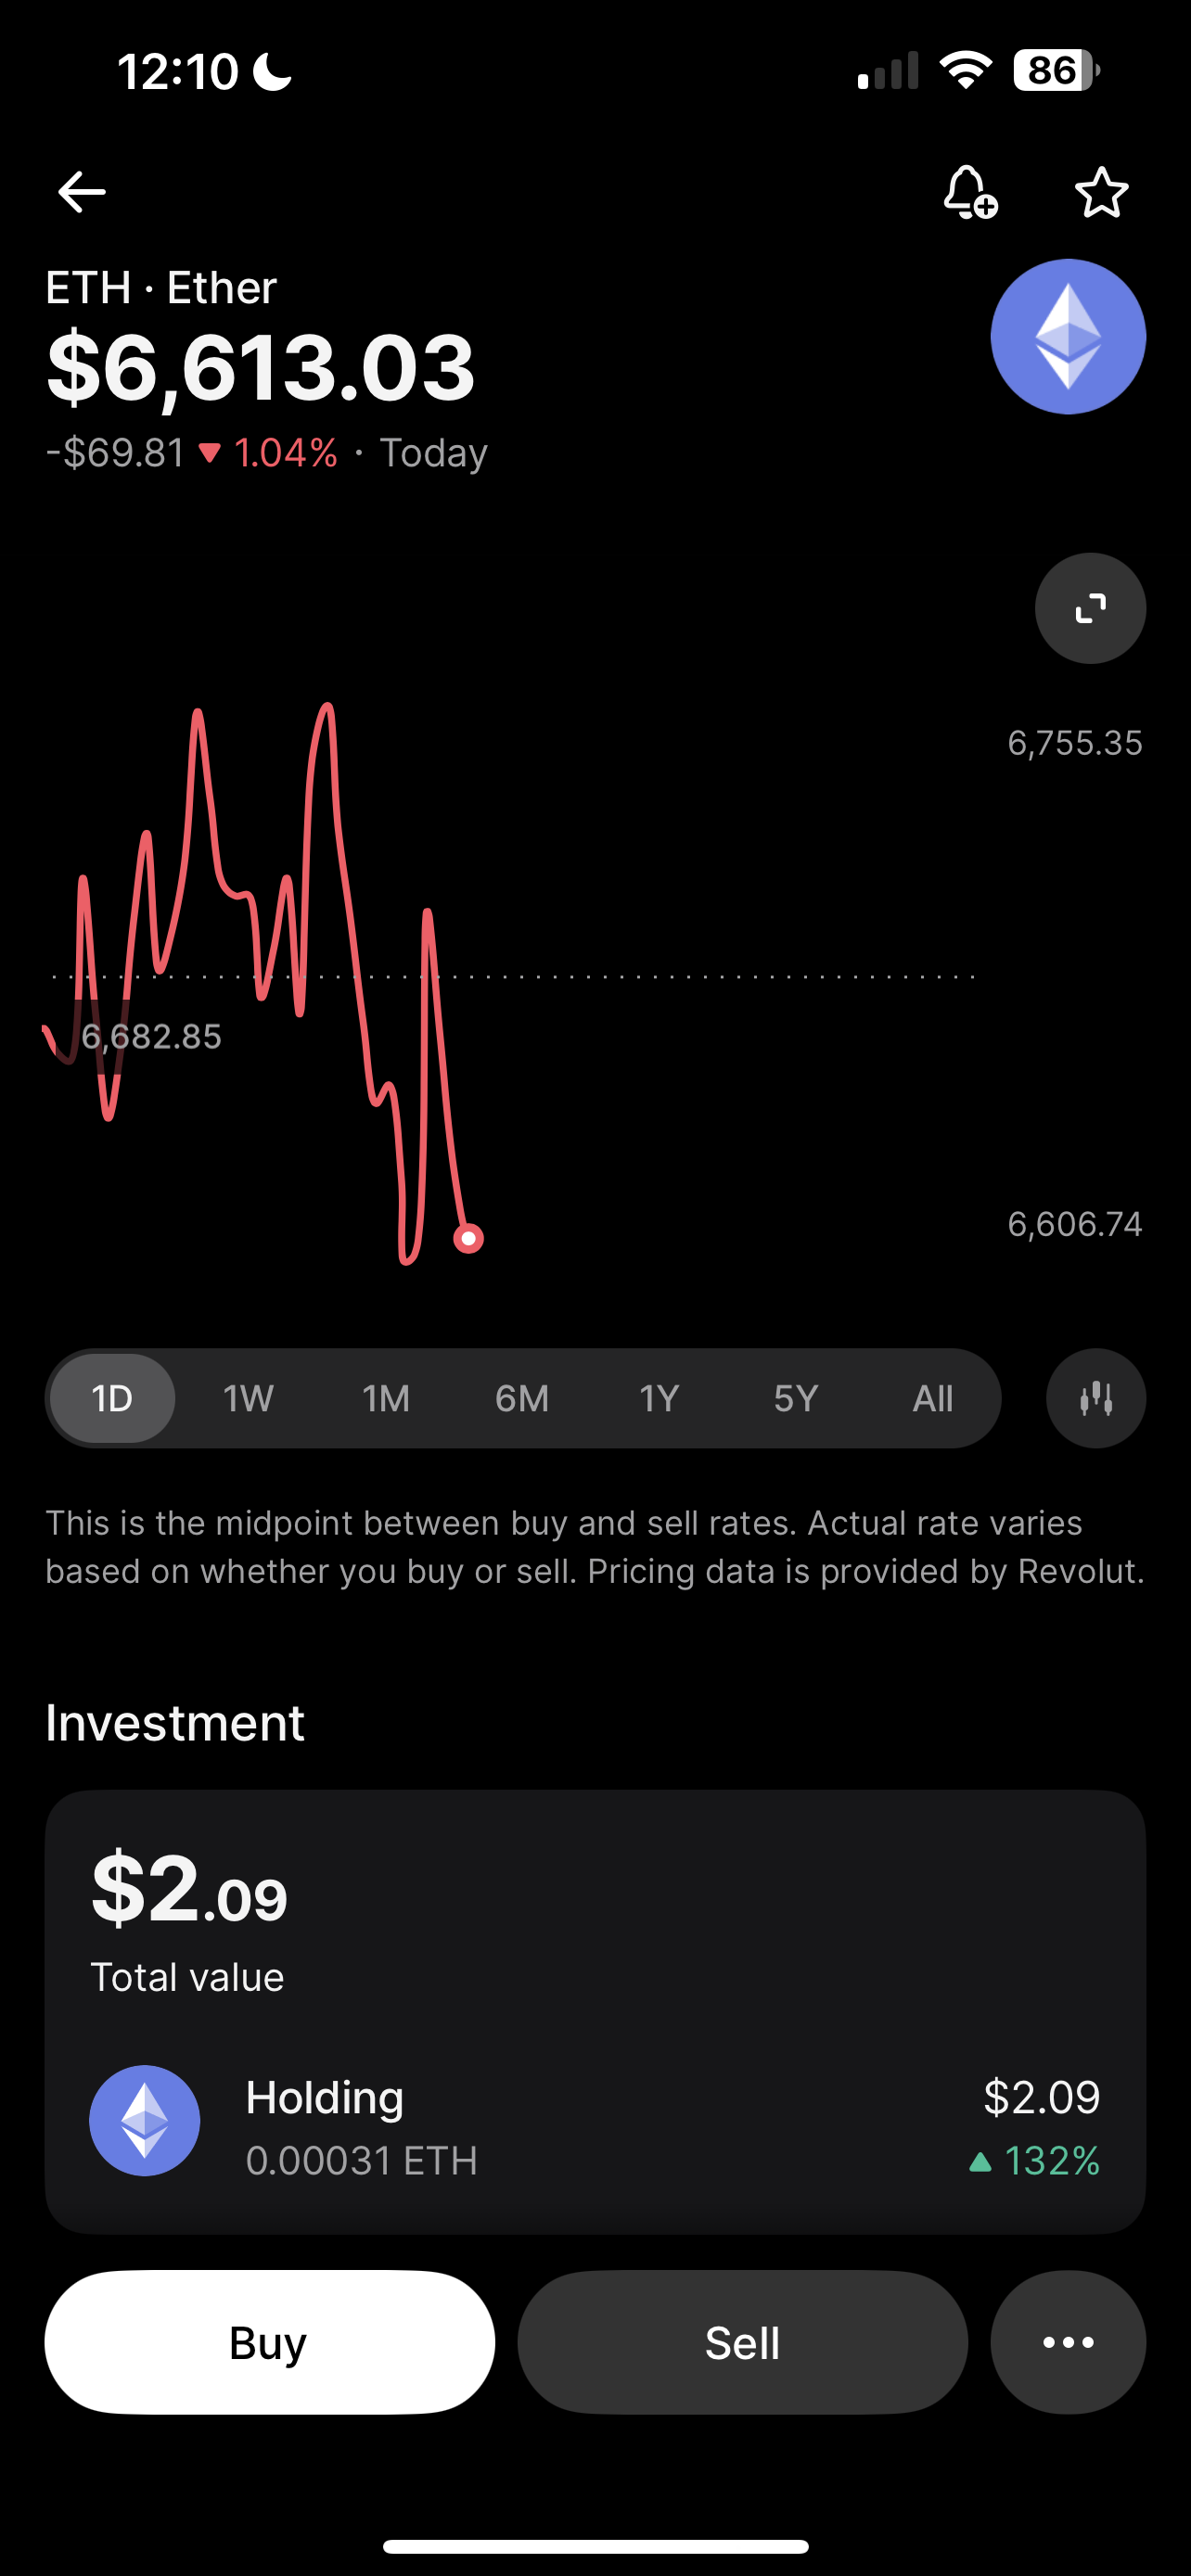 12:10
86
ETH · Ether
$6,613.03
-$69.81 ▼ 1.04% · Today
6,755.35
6,682.85
6,606.74
1D 1W 1M 6M 1Y 5Y All
This is the midpoint between buy and sell rates. Actual rate varies
based on whether you buy or sell. Pricing data is provided by Revolut.
Investment
$2.09
Total value
Holding $2.09
0.00031 ETH ▲ 132%
Buy Sell